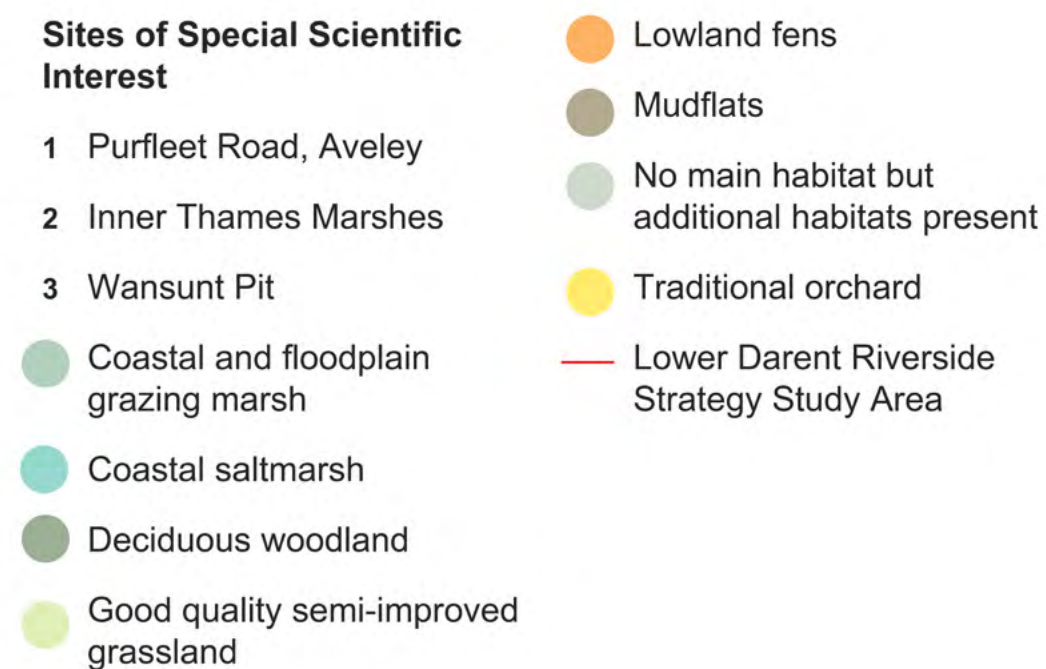 Sites of Special Scientific
Interest
1 Purfleet Road, Aveley
2 Inner Thames Marshes
3 Wansunt Pit
Coastal and floodplain
grazing marsh
Coastal saltmarsh
Deciduous woodland
Good quality semi-improved
grassland
Lowland fens
Mudflats
No main habitat but
additional habitats present
Traditional orchard
Lower Darent Riverside
Strategy Study Area